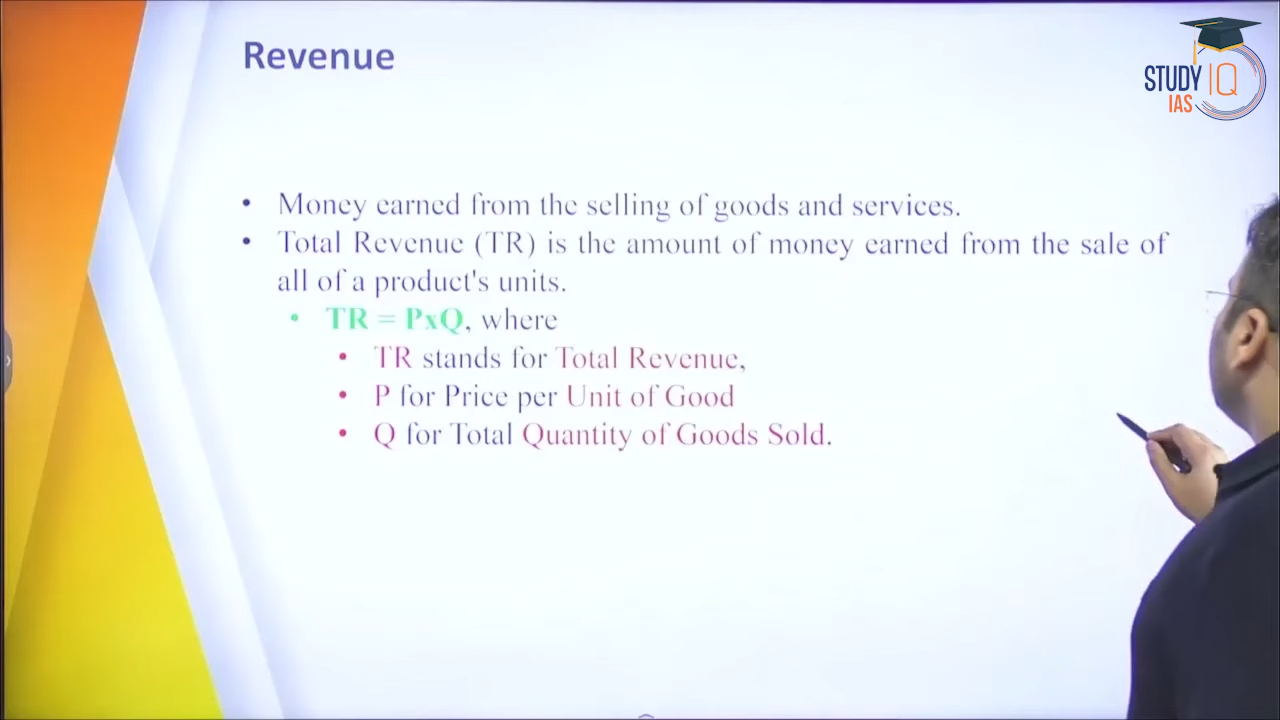 Revenue
STUDY IQ
IAS
• Money earned from the selling of goods and services.
• Total Revenue (TR) is the amount of money earned from the sale of
all of a product's units.
• TR = PxQ, where
• TR stands for Total Revenue,
• P for Price per Unit of Good
• Q for Total Quantity of Goods Sold.